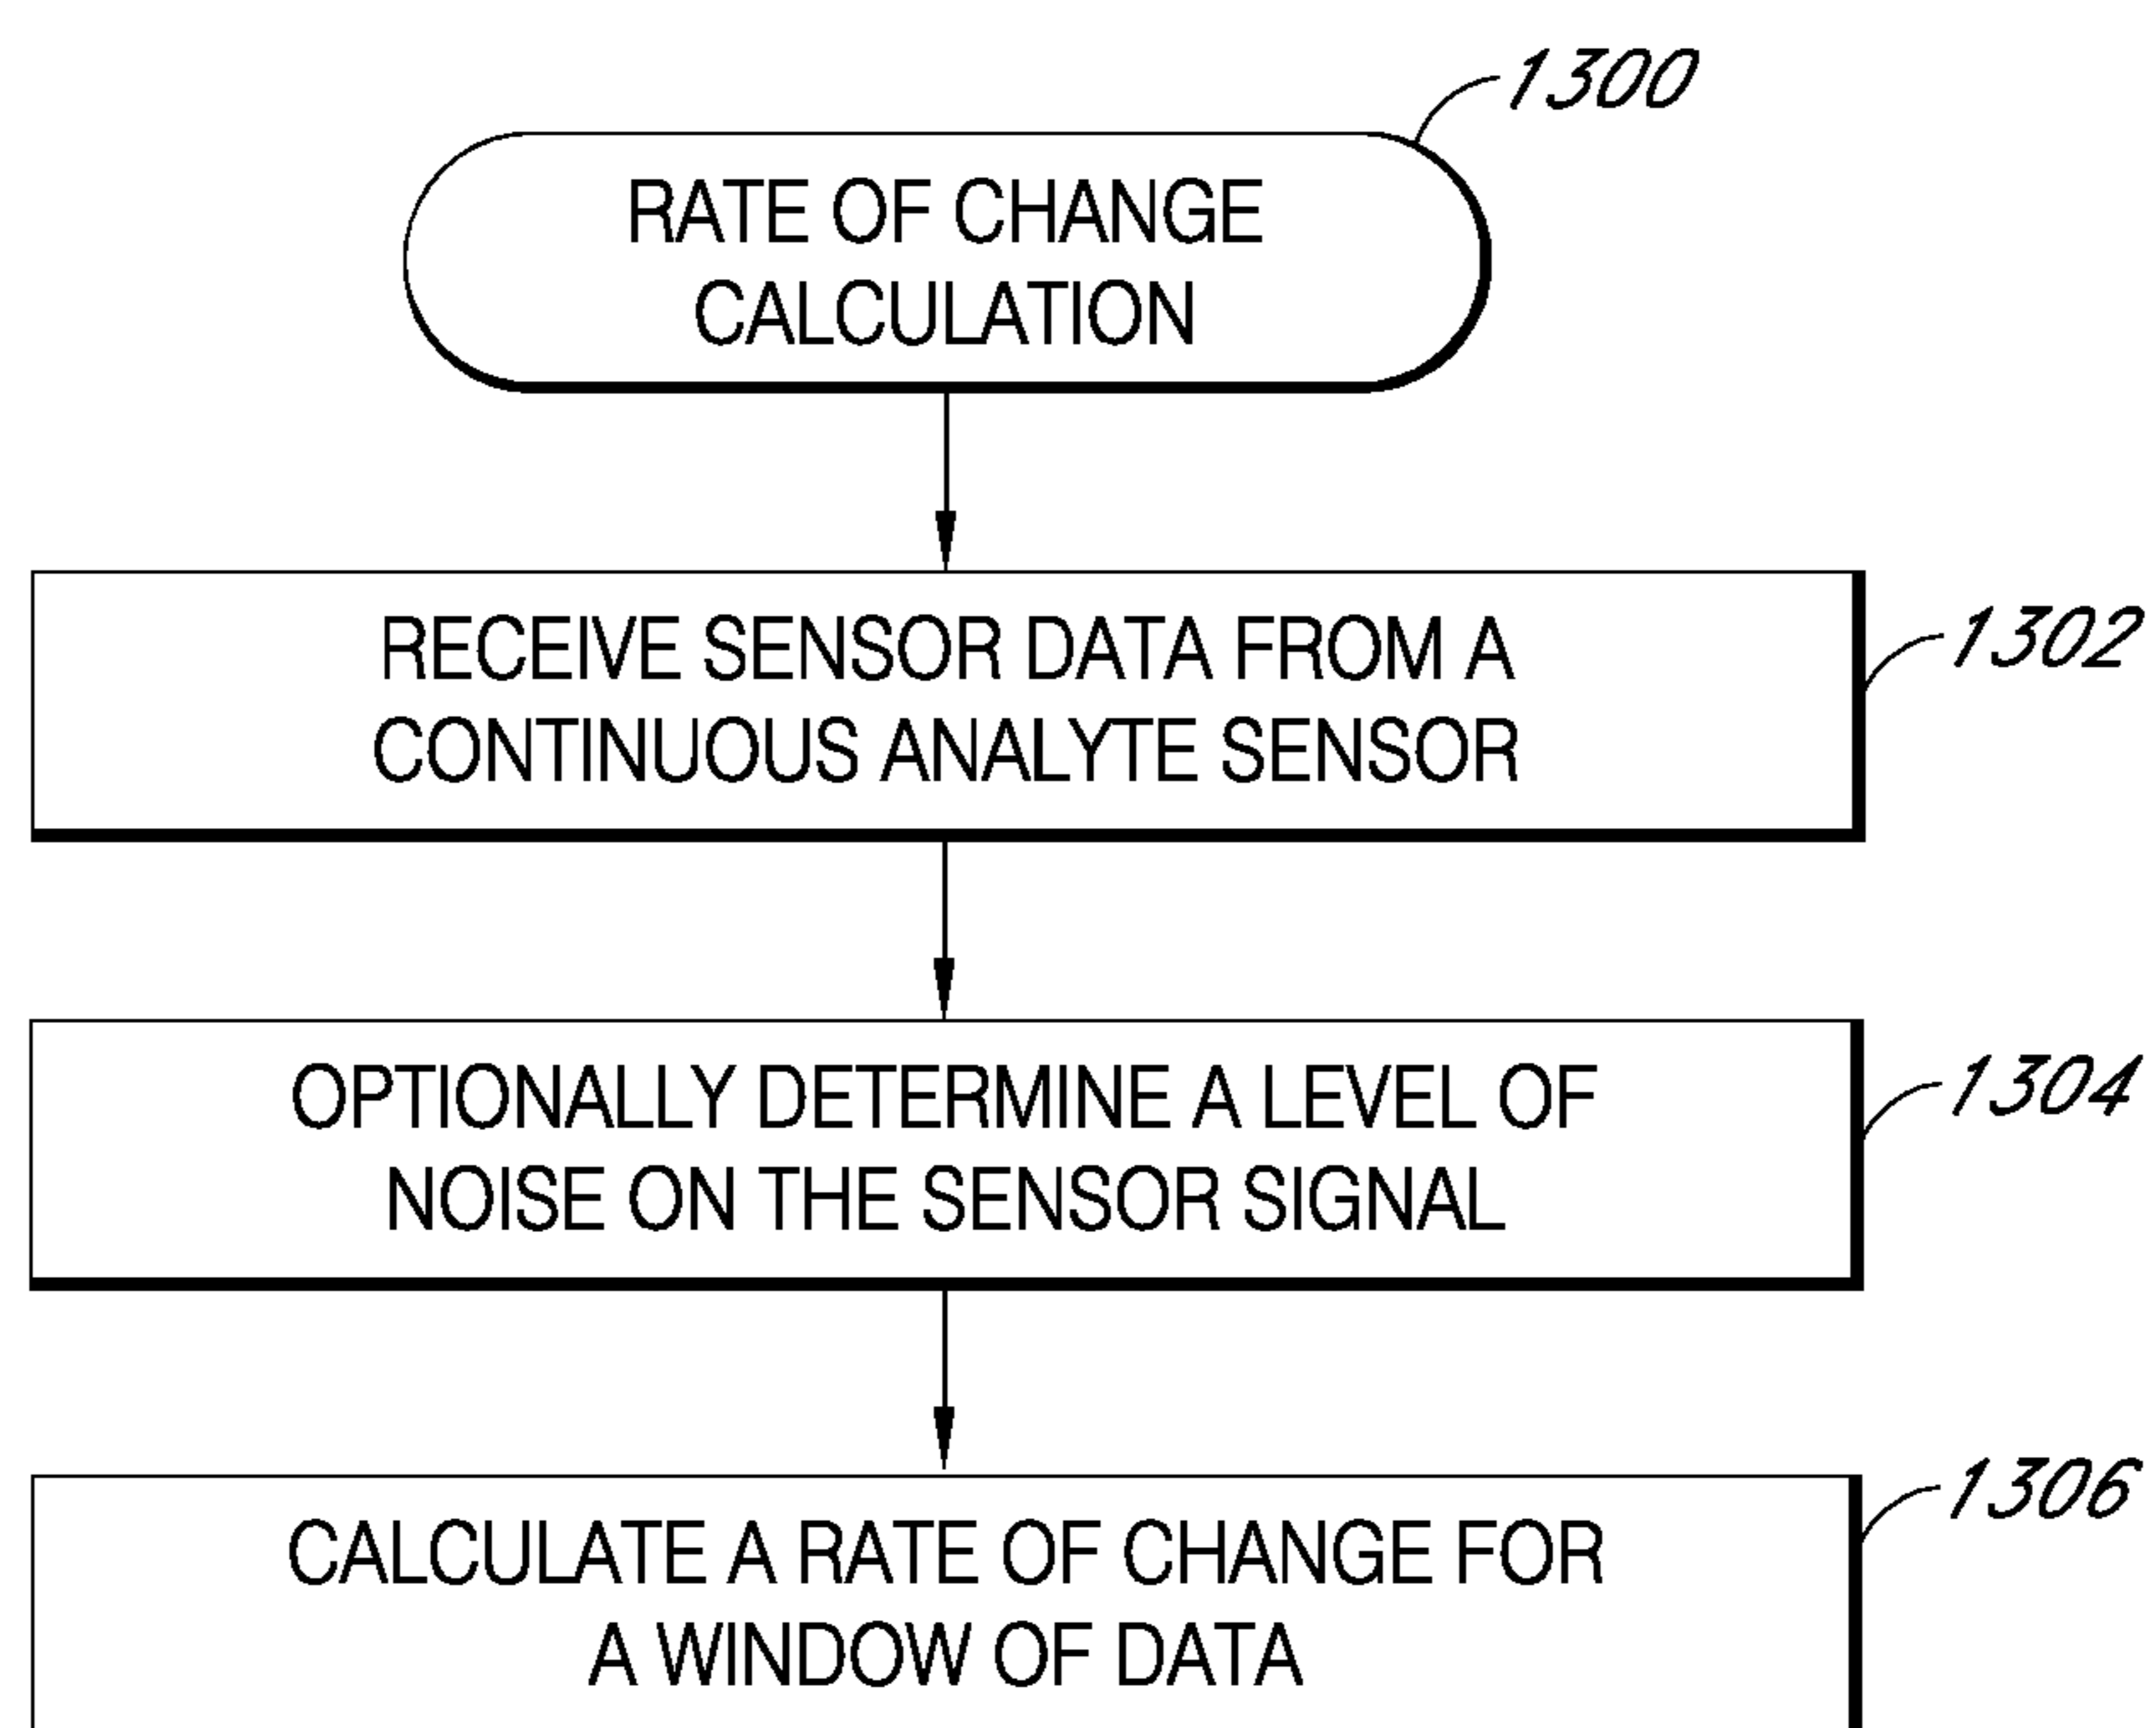 1300
RATE OF CHANGE
CALCULATION
RECEIVE SENSOR DATA FROM A
CONTINUOUS ANALYTE SENSOR
1302
OPTIONALLY DETERMINE A LEVEL OF
NOISE ON THE SENSOR SIGNAL
1304
CALCULATE A RATE OF CHANGE FOR
A WINDOW OF DATA
1306